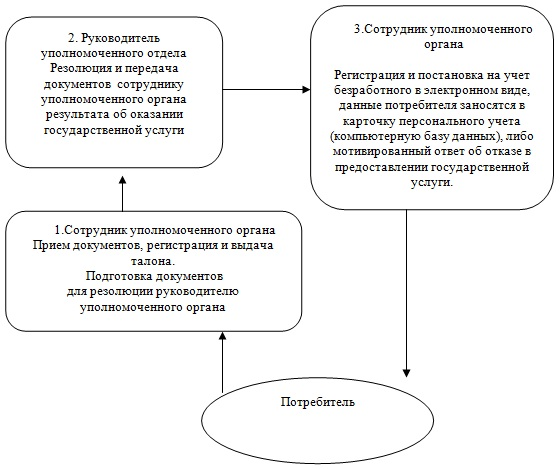 2. Руководитель
уполномоченного отдела
Резолюция и передача
документов сотруднику
уполномоченного органа
результата об оказании
государственной услуги
3.Сотрудник уполномоченного
органа
Регистрация и постановка на учет
безработного в электронном виде,
данные потребителя заносятся в
карточку персонального учета
(компьютерную базу данных), либо
мотивированный ответ об отказе в
предоставлении государственной
услуги.
1.Сотрудник уполномоченного органа
Прием документов, регистрация и выдача
талона.
Подготовка документов
для резолюции руководителю
уполномоченного органа
Потребитель